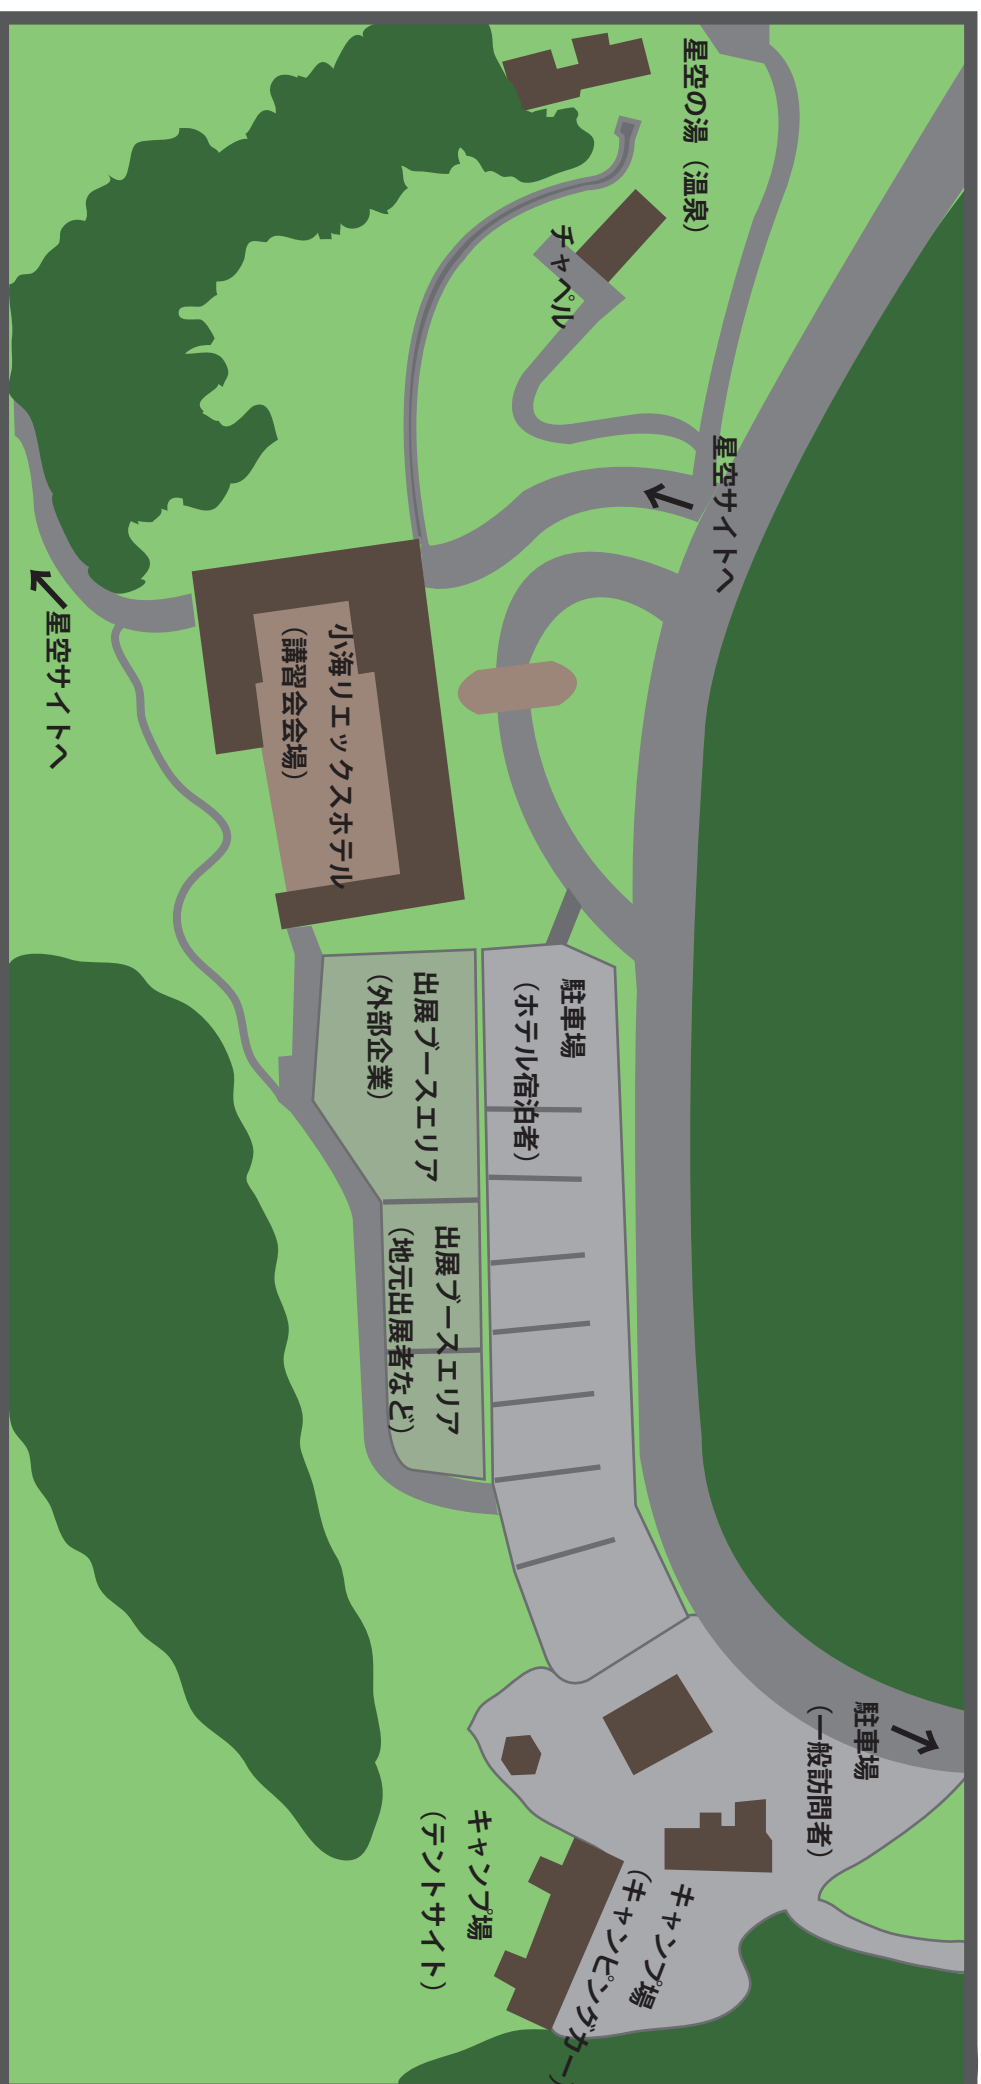 星空の湯（温泉）
チャペル
星空サイトへ
星空サイトへ
小海リエックスホテル
（講習会会場）
駐車場
（ホテル宿泊者）
出展ブースエリア
（外部企業）
出展ブースエリア
（地元出展者など）
駐車場
（一般訪問者）
キャンプ場
（テントサイト）
キャンプ場
（キャンピングカー）